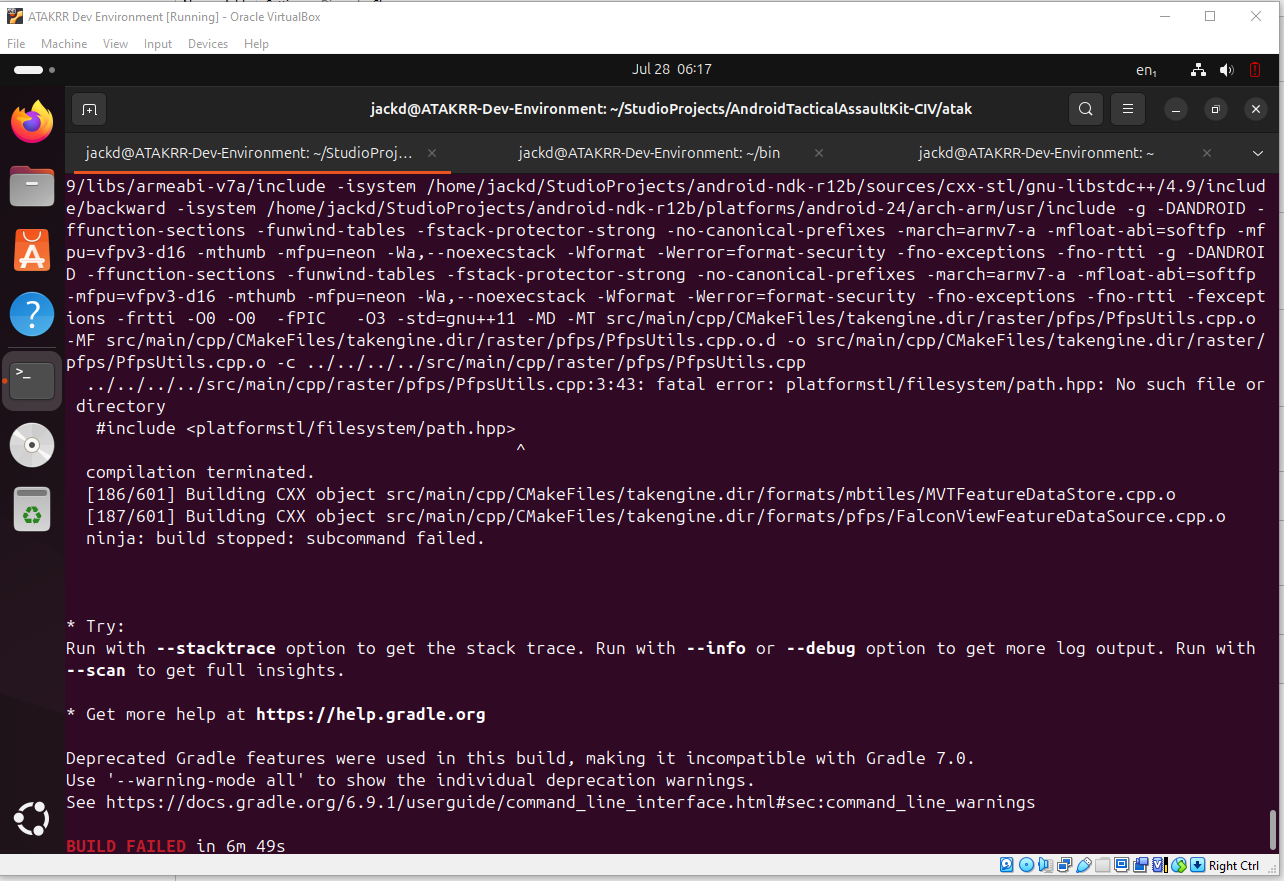 ATAKRR Dev Environment [Running] - Oracle VirtualBox
File Machine View Input Devices Help
Jul 28 06:17
en₁
jackd@ATAKRR-Dev-Environment: ~/StudioProjects/AndroidTacticalAssaultKit-CIV/atak
jackd@ATAKRR-Dev-Environment: ~/StudioProj... jackd@ATAKRR-Dev-Environment: ~/bin jackd@ATAKRR-Dev-Environment: ~
9/libs/armeabi-v7a/include -isystem /home/jackd/StudioProjects/android-ndk-r12b/sources/cxx-stl/gnu-libstdc++/4.9/includ
e/backward -isystem /home/jackd/StudioProjects/android-ndk-r12b/platforms/android-24/arch-arm/usr/include -g -DANDROID -
ffunction-sections -funwind-tables -fstack-protector-strong -no-canonical-prefixes -march=armv7-a -mfloat-abi=softfp -mf
pu=vfpv3-d16 -mthumb -mfpu=neon -Wa,--noexecstack -Wformat -Werror=format-security -fno-exceptions -fno-rtti -g -DANDROI
D -ffunction-sections -funwind-tables -fstack-protector-strong -no-canonical-prefixes -march=armv7-a -mfloat-abi=softfp
-mfpu=vfpv3-d16 -mthumb -mfpu=neon -Wa,--noexecstack -Wformat -Werror=format-security -fno-exceptions -fno-rtti -fexcept
ions -frtti -O0 -O0  -fPIC   -O3 -std=gnu++11 -MD -MT src/main/cpp/CMakeFiles/takengine.dir/raster/pfps/PfpsUtils.cpp.o
-MF src/main/cpp/CMakeFiles/takengine.dir/raster/pfps/PfpsUtils.cpp.o.d -o src/main/cpp/CMakeFiles/takengine.dir/raster/
pfps/PfpsUtils.cpp.o -c ../../../../src/main/cpp/raster/pfps/PfpsUtils.cpp
../../../../src/main/cpp/raster/pfps/PfpsUtils.cpp:3:43: fatal error: platformstl/filesystem/path.hpp: No such file or
directory
#include <platformstl/filesystem/path.hpp>
^
compilation terminated.
[186/601] Building CXX object src/main/cpp/CMakeFiles/takengine.dir/formats/mbtiles/MVTFeatureDataStore.cpp.o
[187/601] Building CXX object src/main/cpp/CMakeFiles/takengine.dir/formats/pfps/FalconViewFeatureDataSource.cpp.o
ninja: build stopped: subcommand failed.
* Try:
Run with --stacktrace option to get the stack trace. Run with --info or --debug option to get more log output. Run with
--scan to get full insights.
* Get more help at https://help.gradle.org
Deprecated Gradle features were used in this build, making it incompatible with Gradle 7.0.
Use '--warning-mode all' to show the individual deprecation warnings.
See https://docs.gradle.org/6.9.1/userguide/command_line_interface.html#sec:command_line_warnings
BUILD FAILED in 6m 49s
Right Ctrl